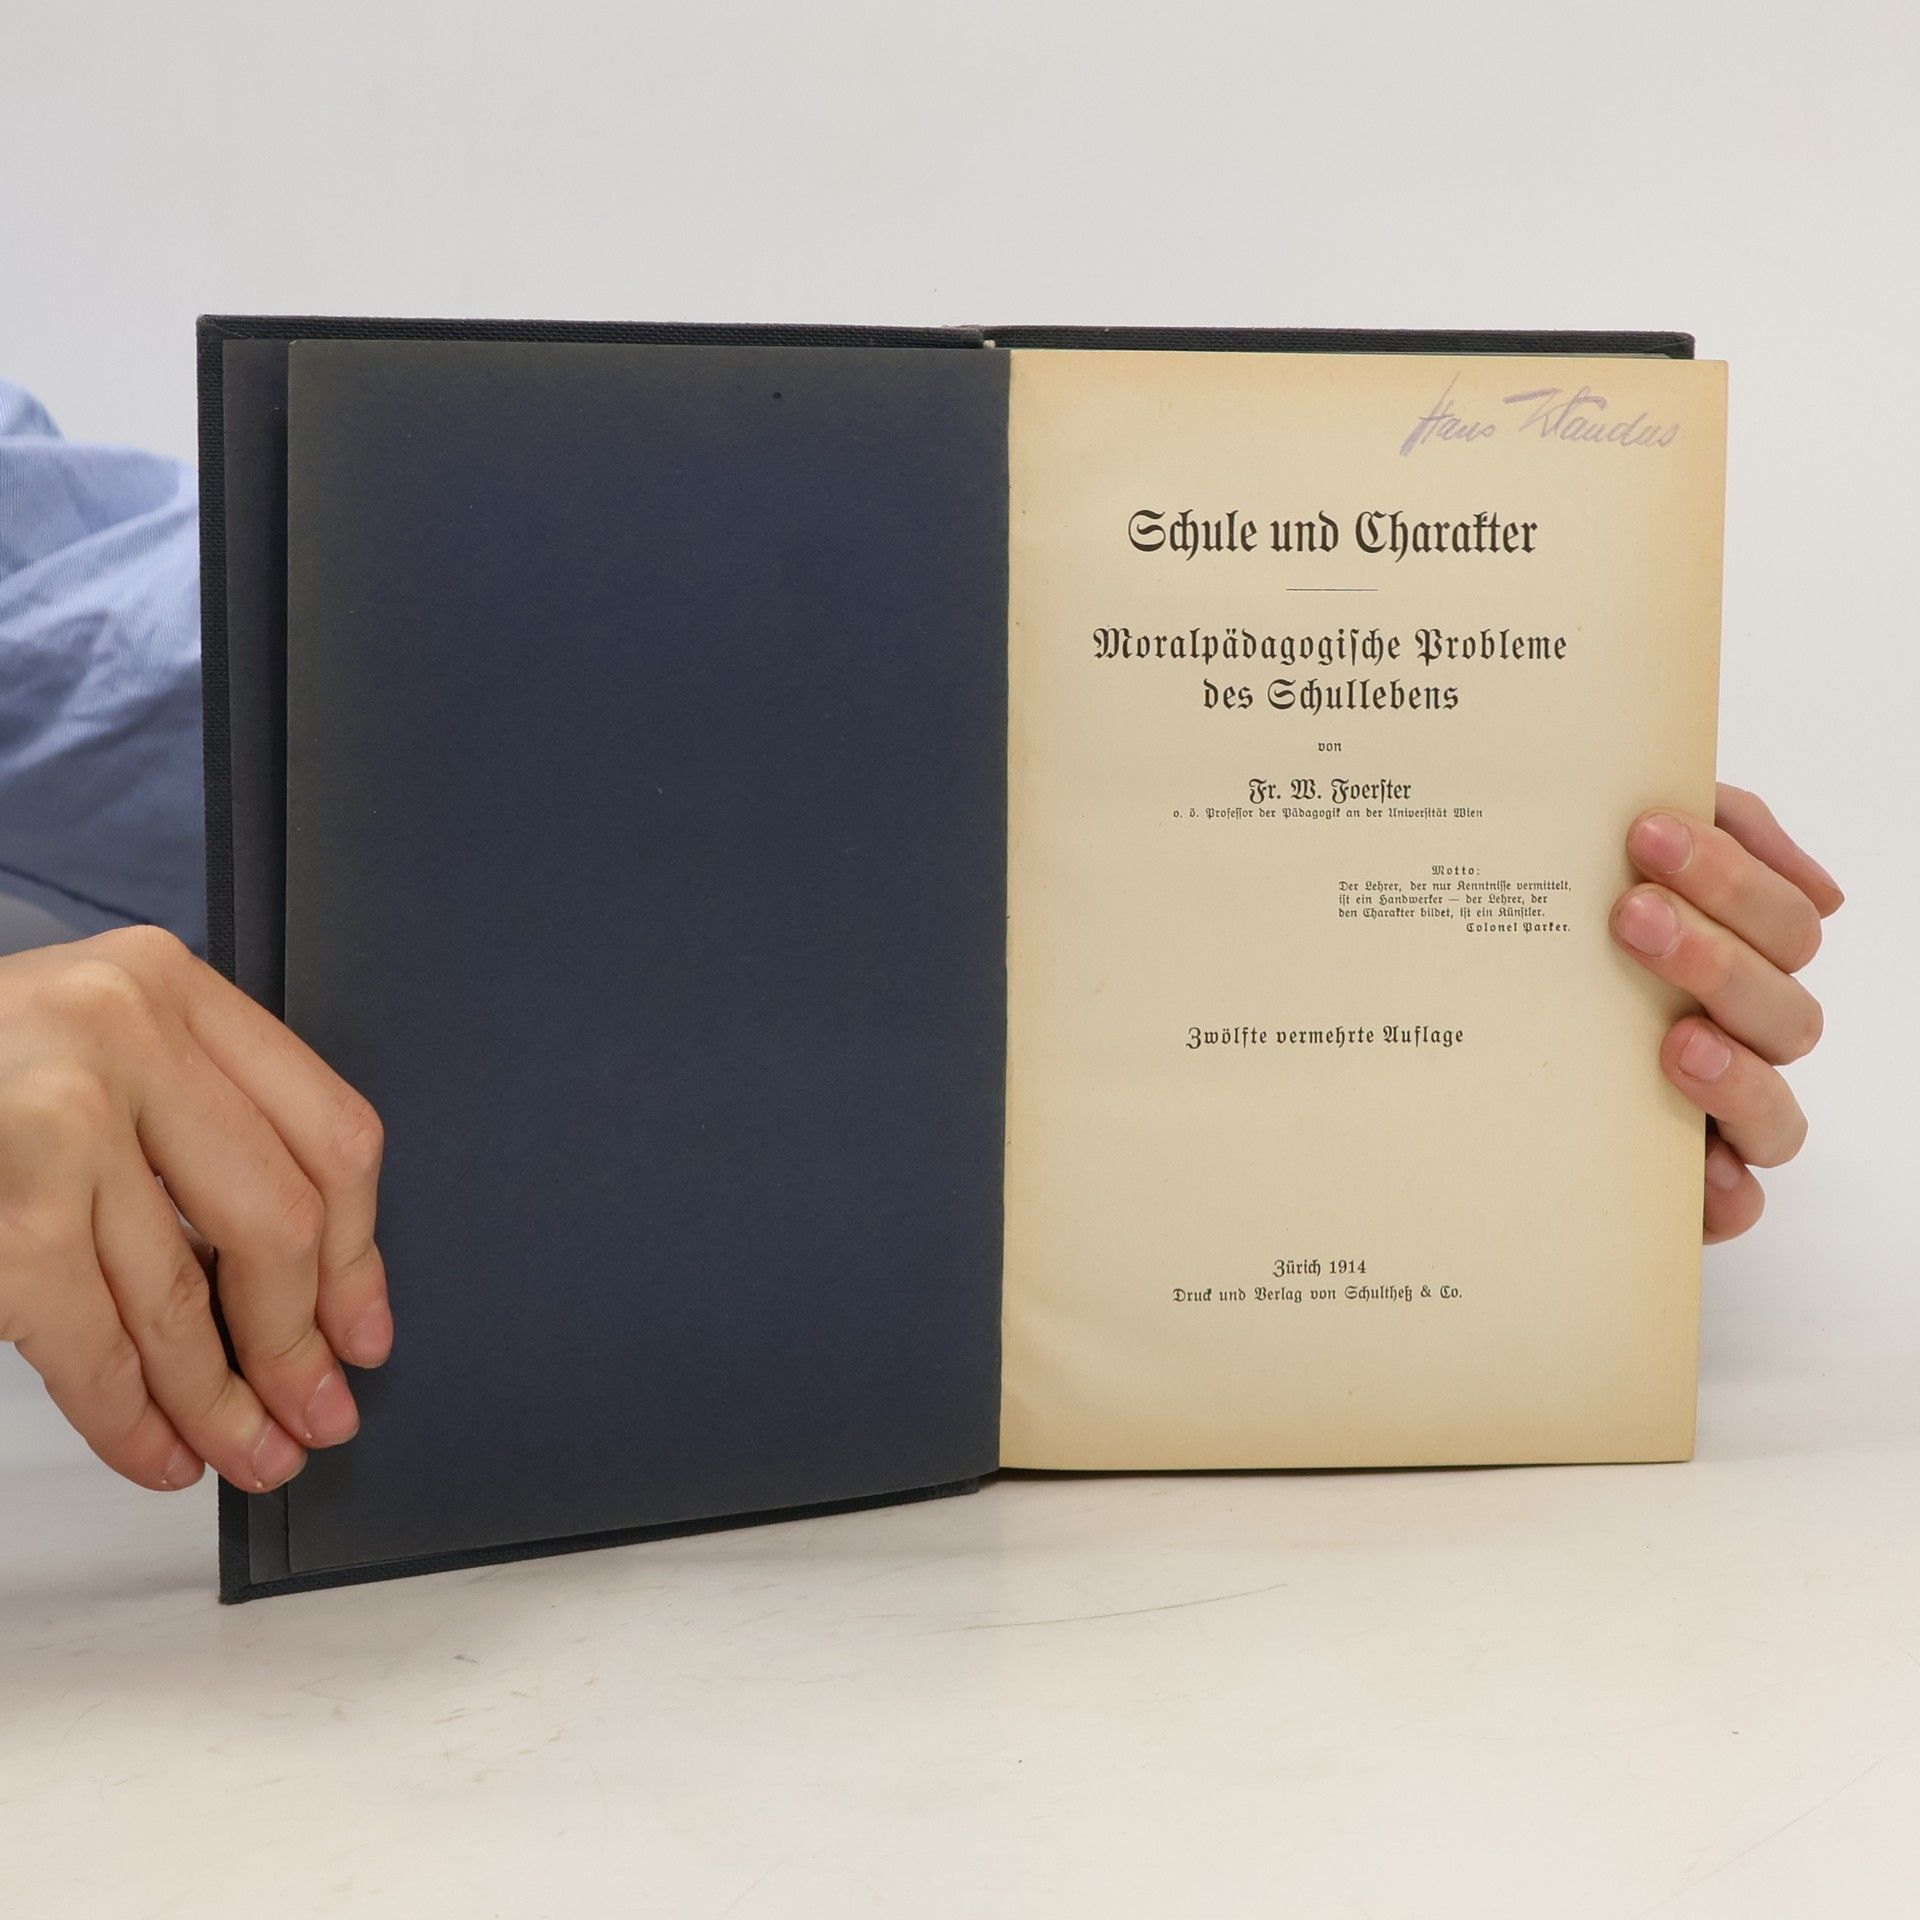 Hans Klaudus
Schule und Charakter
Moralpädagogische Probleme
des Schullebens
von
Fr. W. Foerster
o. ö. Professor der Pädagogik an der Universität Wien
Motto:
Der Lehrer, der nur Kenntnisse vermittelt,
ist ein Handwerker — der Lehrer, der
den Charakter bildet, ist ein Künstler.
Colonel Parker.
Zwölfte vermehrte Auflage
Zürich 1914
Druck und Verlag von Schultheß & Co.